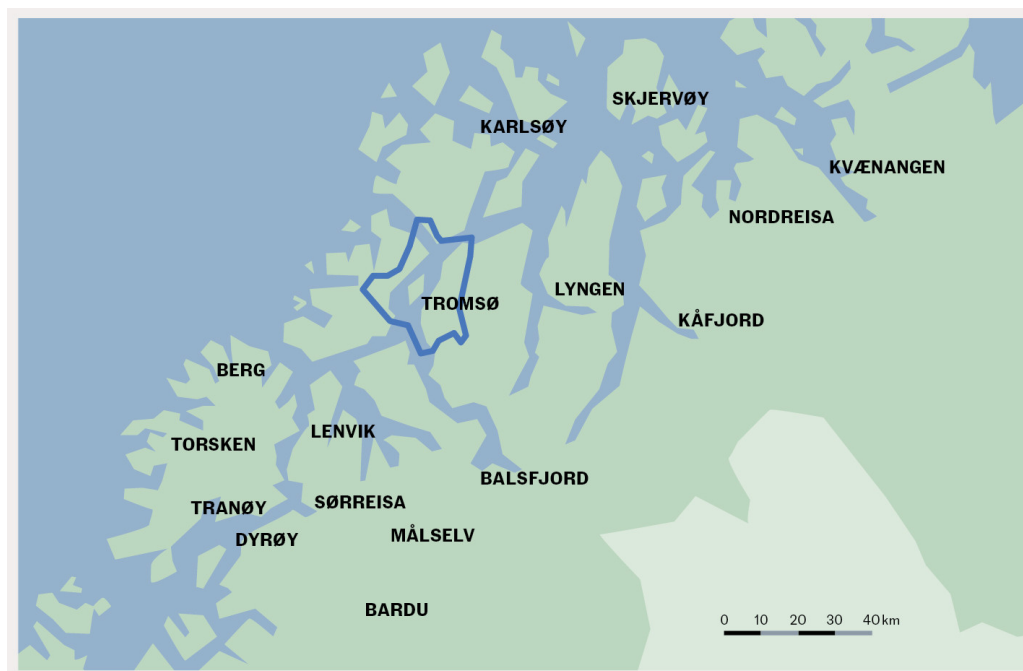 SKJERVØY
KARLSØY
KVÆNANGEN
NORDREISA
LYNGEN
TROMSØ
KÅFJORD
BERG
LENVIK
TORSKEN
BALSFJORD
SØRREISA
TRANØY
MÅLSELV
DYRØY
BARDU
0 10 20 30 40 km